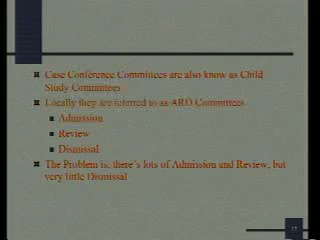 Case Conference Committees are also know as Child
Study Committees
Locally they are referred to as ARD Committees
Admission
Review
Dismissal
The Problem is, there's lots of Admission and Review, but
very little Dismissal